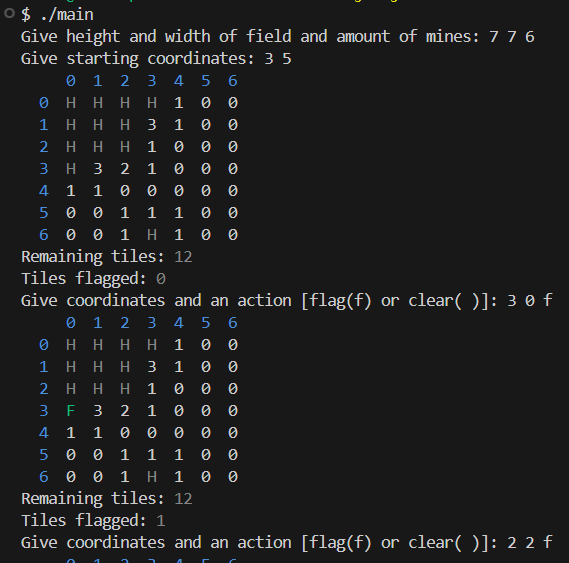 $ ./main
Give height and width of field and amount of mines: 7 7 6
Give starting coordinates: 3 5
0 1 2 3 4 5 6
0 H H H H 1 0 0
1 H H H 3 1 0 0
2 H H H 1 0 0 0
3 H 3 2 1 0 0 0
4 1 1 0 0 0 0 0
5 0 0 1 1 1 0 0
6 0 0 1 H 1 0 0
Remaining tiles: 12
Tiles flagged: 0
Give coordinates and an action [flag(f) or clear( )]: 3 0 f
0 1 2 3 4 5 6
0 H H H H 1 0 0
1 H H H 3 1 0 0
2 H H H 1 0 0 0
3 F 3 2 1 0 0 0
4 1 1 0 0 0 0 0
5 0 0 1 1 1 0 0
6 0 0 1 H 1 0 0
Remaining tiles: 12
Tiles flagged: 1
Give coordinates and an action [flag(f) or clear( )]: 2 2 f